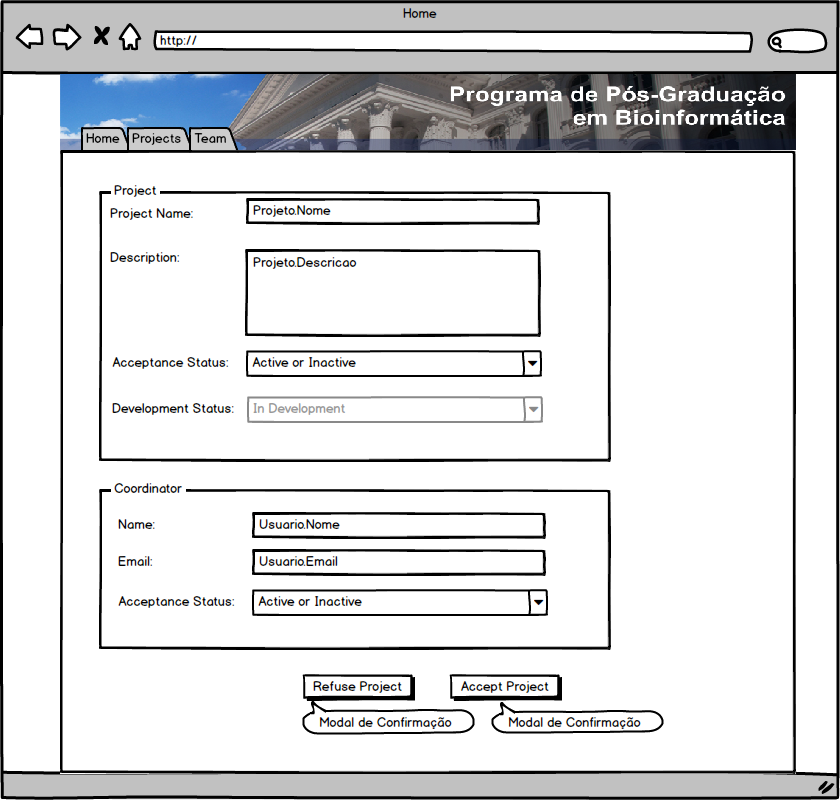 Home
http://
Programa de Pós-Graduação
em Bioinformática
Home Projects Team
Project
Project Name: Projeto.Nome
Description: Projeto.Descricao
Acceptance Status: Active or Inactive
Development Status: In Development
Coordinator
Name: Usuario.Nome
Email: Usuario.Email
Acceptance Status: Active or Inactive
Refuse Project Accept Project
Modal de Confirmação Modal de Confirmação